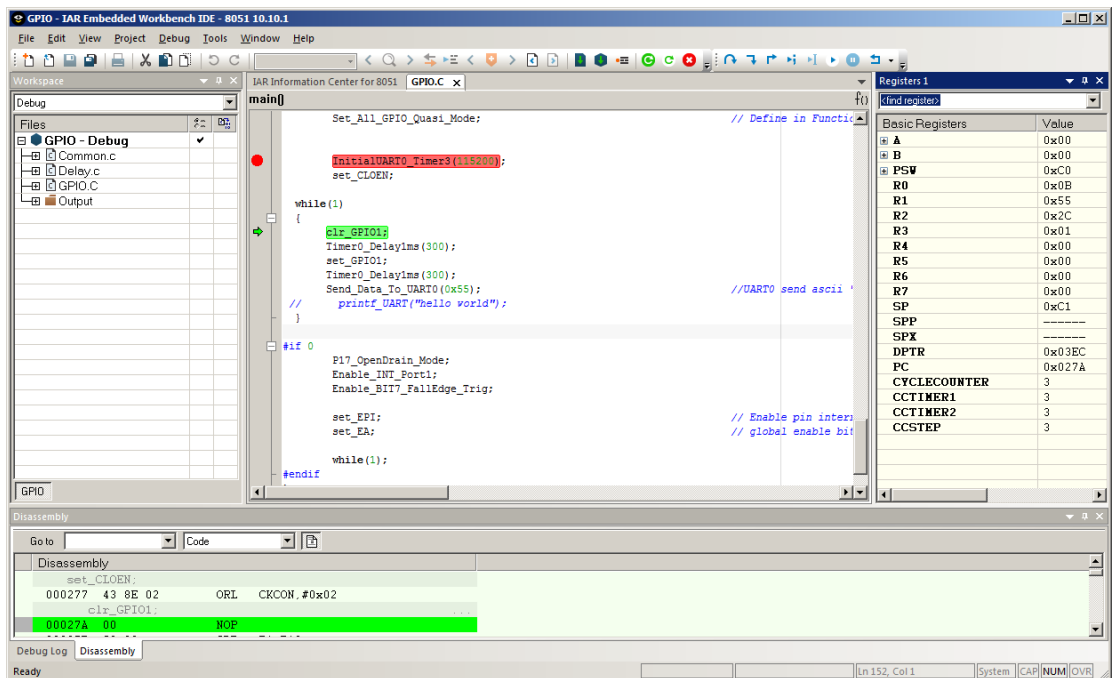 GPIO - IAR Embedded Workbench IDE - 8051 10.10.1
File Edit View Project Debug Tools Window Help
Workspace
Debug
Files
GPIO - Debug
Common.c
Delay.c
GPIO.C
Output
GPIO
IAR Information Center for 8051 GPIO.C
main() f()
Set_All_GPIO_Quasi_Mode; // Define in Functio
InitialUART0_Timer3(115200);
set_CLOEN;
while(1)
{
clr_GPIO1;
Timer0_Delay1ms(300);
set_GPIO1;
Timer0_Delay1ms(300);
Send_Data_To_UART0(0x55); //UART0 send ascii '
// printf_UART("hello world");
}
#if 0
P17_OpenDrain_Mode;
Enable_INT_Port1;
Enable_BIT7_FallEdge_Trig;
set_EPI; // Enable pin inter
set_EA; // global enable bit
while(1);
#endif
Registers 1
<find register>
Basic Registers Value
A 0x00
B 0x00
PSW 0xC0
R0 0x0B
R1 0x55
R2 0x2C
R3 0x01
R4 0x00
R5 0x00
R6 0x00
R7 0x00
SP 0xC1
SPP ------
SPX ------
DPTR 0x03EC
PC 0x027A
CYCLECOUNTER 3
CCTIMER1 3
CCTIMER2 3
CCSTEP 3
Disassembly
Go to Code
Disassembly
set_CLOEN;
000277 43 8E 02 ORL CKCON,#0x02
clr_GPIO1; ...
00027A 00 NOP
Debug Log Disassembly
Ready Ln 152, Col 1 System CAP NUM OVR